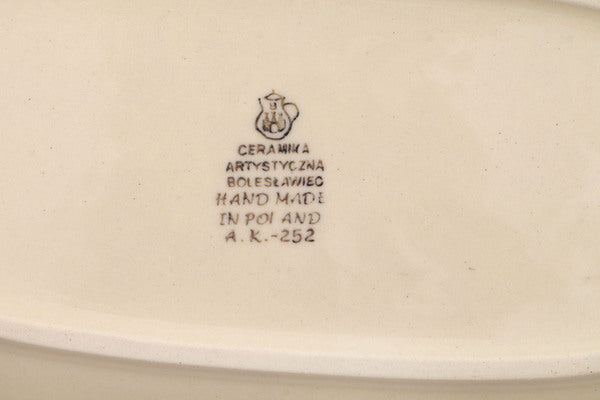 CERAMIKA
ARTYSTYCZNA
BOLESŁAWIEC
HAND MADE
IN POLAND
A.K.-252